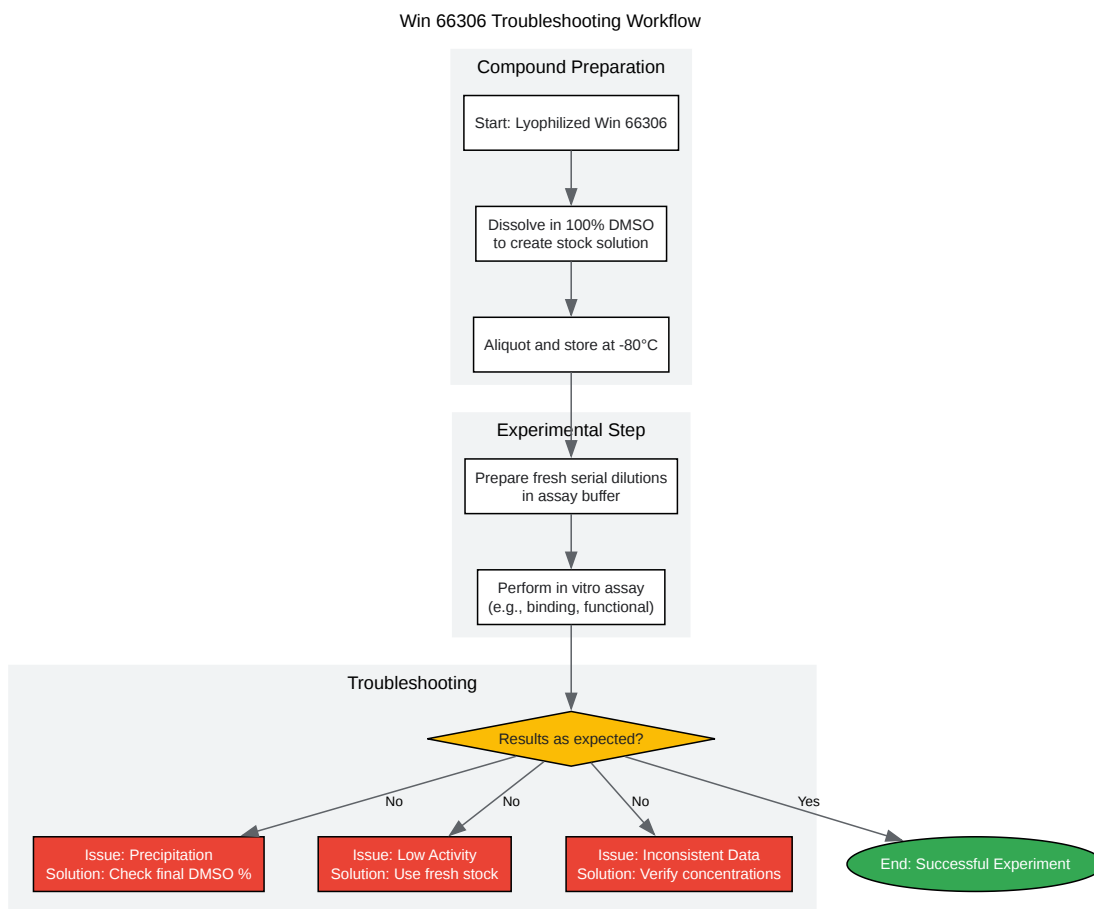 Win 66306 Troubleshooting Workflow
Compound Preparation
Start: Lyophilized Win 66306
Dissolve in 100% DMSO
to create stock solution
Aliquot and store at -80°C
Experimental Step
Prepare fresh serial dilutions
in assay buffer
Perform in vitro assay
(e.g., binding, functional)
Troubleshooting
Results as expected?
No
No
No
Yes
Issue: Precipitation
Solution: Check final DMSO %
Issue: Low Activity
Solution: Use fresh stock
Issue: Inconsistent Data
Solution: Verify concentrations
End: Successful Experiment